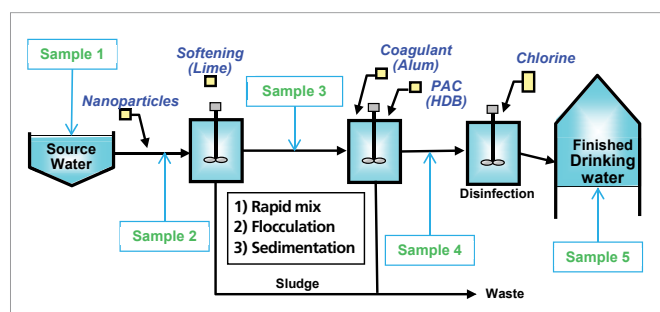 Sample 1
Softening
(Lime)
Sample 3
Coagulant
(Alum)
PAC
(HDB)
Chlorine
Nanoparticles
Source
Water
Finished
Drinking
water
Disinfection
Sample 2
1) Rapid mix
2) Flocculation
3) Sedimentation
Sample 4
Sample 5
Sludge
Waste